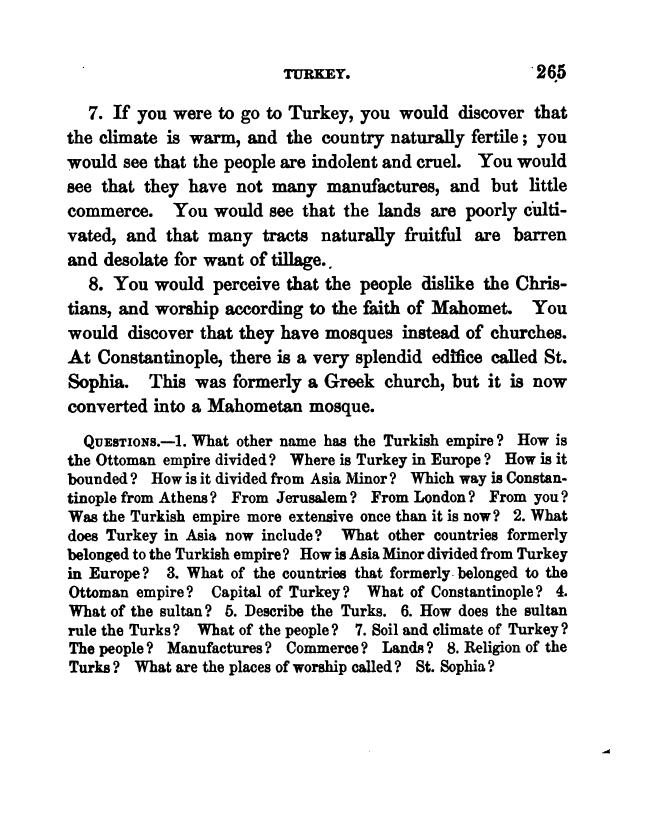 TURKEY. 265
7. If you were to go to Turkey, you would discover that
the climate is warm, and the country naturally fertile; you
would see that the people are indolent and cruel. You would
see that they have not many manufactures, and but little
commerce. You would see that the lands are poorly culti-
vated, and that many tracts naturally fruitful are barren
and desolate for want of tillage.
8. You would perceive that the people dislike the Chris-
tians, and worship according to the faith of Mahomet. You
would discover that they have mosques instead of churches.
At Constantinople, there is a very splendid edifice called St.
Sophia. This was formerly a Greek church, but it is now
converted into a Mahometan mosque.
QUESTIONS.—1. What other name has the Turkish empire? How is
the Ottoman empire divided? Where is Turkey in Europe? How is it
bounded? How is it divided from Asia Minor? Which way is Constan-
tinople from Athens? From Jerusalem? From London? From you?
Was the Turkish empire more extensive once than it is now? 2. What
does Turkey in Asia now include? What other countries formerly
belonged to the Turkish empire? How is Asia Minor divided from Turkey
in Europe? 3. What of the countries that formerly belonged to the
Ottoman empire? Capital of Turkey? What of Constantinople? 4.
What of the sultan? 5. Describe the Turks. 6. How does the sultan
rule the Turks? What of the people? 7. Soil and climate of Turkey?
The people? Manufactures? Commerce? Lands? 8. Religion of the
Turks? What are the places of worship called? St. Sophia?